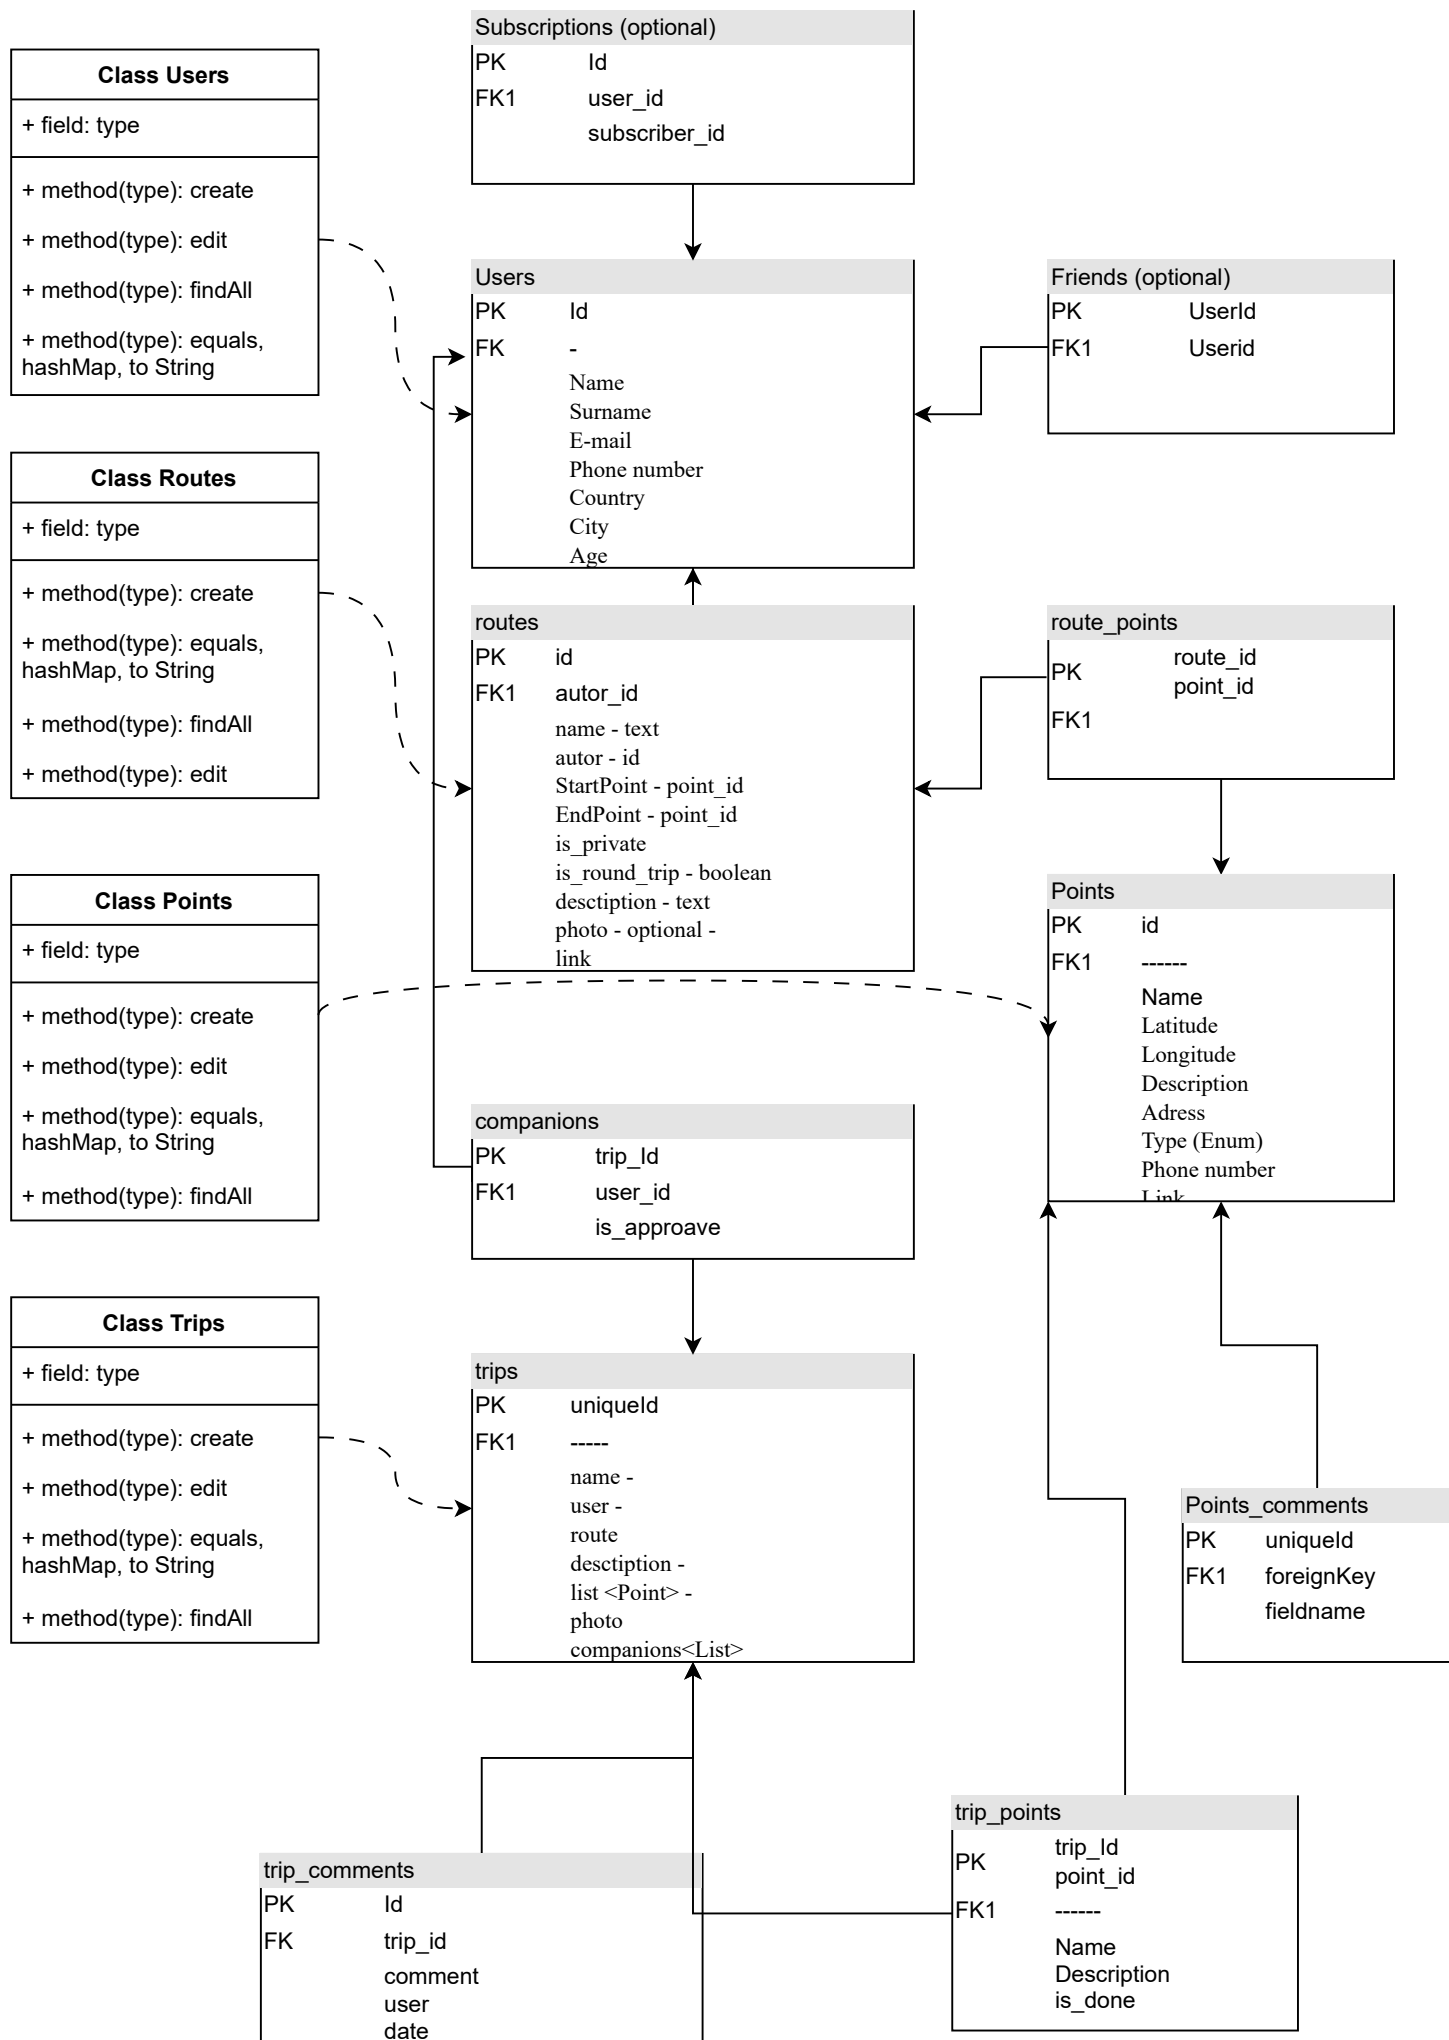 Subscriptions (optional)
PK Id
FK1 user_id
subscriber_id
Class Users
+ field: type
+ method(type): create
+ method(type): edit
+ method(type): findAll
+ method(type): equals,
hashMap, to String
Users
PK Id
FK -
Name
Surname
E-mail
Phone number
Country
City
Age
Friends (optional)
PK UserId
FK1 Userid
Class Routes
+ field: type
+ method(type): create
+ method(type): equals,
hashMap, to String
+ method(type): findAll
+ method(type): edit
routes
PK id
FK1 autor_id
name - text
autor - id
StartPoint - point_id
EndPoint - point_id
is_private
is_round_trip - boolean
desctiption - text
photo - optional -
link
route_points
PK route_id
point_id
FK1
Class Points
+ field: type
+ method(type): create
+ method(type): edit
+ method(type): equals,
hashMap, to String
+ method(type): findAll
Points
PK id
FK1 ------
Name
Latitude
Longitude
Description
Adress
Type (Enum)
Phone number
Link
companions
PK trip_Id
FK1 user_id
is_approave
Class Trips
+ field: type
+ method(type): create
+ method(type): edit
+ method(type): equals,
hashMap, to String
+ method(type): findAll
trips
PK uniqueId
FK1 -----
name -
user -
route
desctiption -
list <Point> -
photo
companions<List>
Points_comments
PK uniqueId
FK1 foreignKey
fieldname
trip_comments
PK Id
FK trip_id
comment
user
date
trip_points
PK trip_Id
point_id
FK1 ------
Name
Description
is_done